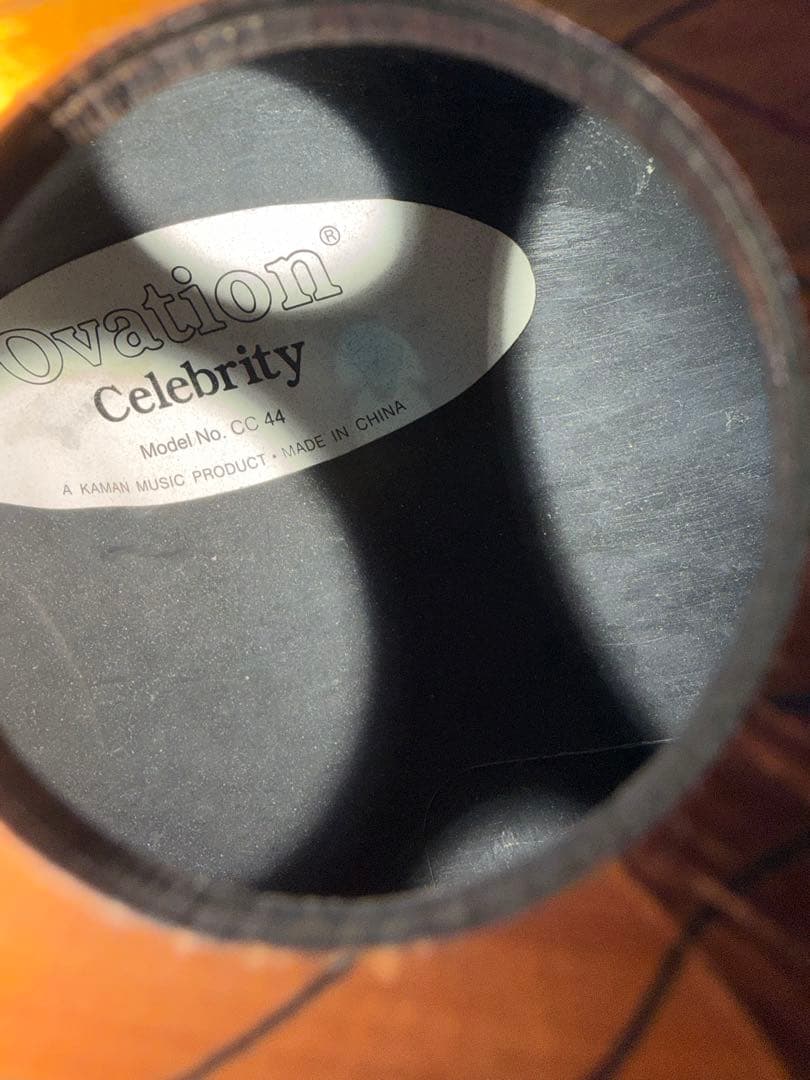 Ovation®
Celebrity
Model No. CC 44
A KAMAN MUSIC PRODUCT • MADE IN CHINA